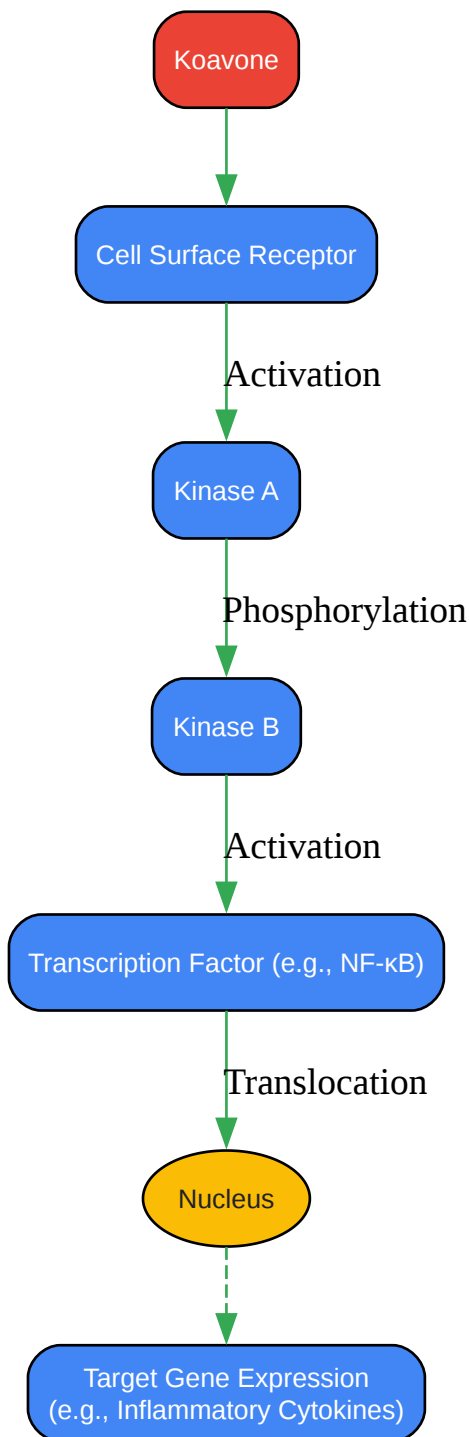 Koavone
Cell Surface Receptor
Activation
Kinase A
Phosphorylation
Kinase B
Activation
Transcription Factor (e.g., NF-κB)
Translocation
Nucleus
Target Gene Expression
(e.g., Inflammatory Cytokines)